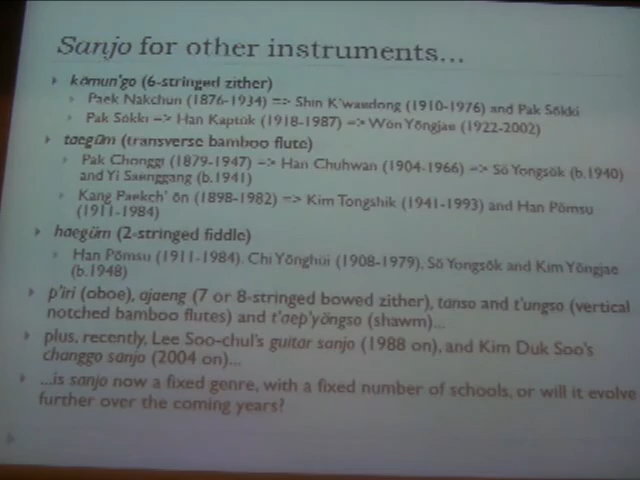 Sanjo for other instruments...
kŏmun'go (6-stringed zither)
Paek Nakchun (1876-1934) => Shin K'waedong (1910-1976) and Pak Sŏkki
Pak Sŏkki => Han Kaptŭk (1918-1987) => Wŏn Yŏngjae (1922-2002)
taegŭm (transverse bamboo flute)
Pak Chonggi (1879-1947) => Han Chuhwan (1904-1966) => Sŏ Yongsŏk (b.1940)
and Yi Saenggang (b.1941)
Kang Paekch'ŏn (1898-1982) => Kim Tongshik (1941-1993) and Han Pŏmsu
(1911-1984)
haegŭm (2-stringed fiddle)
Han Pŏmsu (1911-1984), Chi Yŏnghŭi (1908-1979), Sŏ Yongsŏk and Kim Yŏngjae
(b.1948)
p'iri (oboe), ajaeng (7 or 8-stringed bowed zither), tanso and t'ungso (vertical
notched bamboo flutes) and t'aep'yŏngso (shawm)...
plus, recently, Lee Soo-chul's guitar sanjo (1988 on), and Kim Duk Soo's
changgo sanjo (2004 on)...
...is sanjo now a fixed genre, with a fixed number of schools, or will it evolve
further over the coming years?